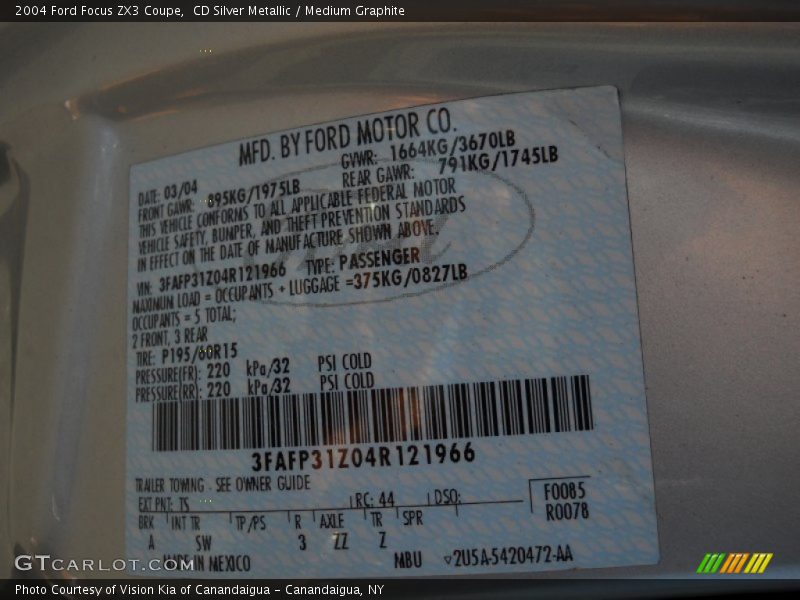 2004 Ford Focus ZX3 Coupe,  CD Silver Metallic / Medium Graphite
MFD. BY FORD MOTOR CO.
DATE: 03/04 GVWR: 1664KG/3670LB
FRONT GAWR: 895KG/1975LB REAR GAWR: 791KG/1745LB
THIS VEHICLE CONFORMS TO ALL APPLICABLE FEDERAL MOTOR
VEHICLE SAFETY, BUMPER, AND THEFT PREVENTION STANDARDS
IN EFFECT ON THE DATE OF MANUFACTURE SHOWN ABOVE.
VIN: 3FAFP31Z04R121966 TYPE: PASSENGER
MAXIMUM LOAD = OCCUPANTS + LUGGAGE =375KG/0827LB
OCCUPANTS = 5 TOTAL;
2 FRONT, 3 REAR
TIRE: P195/60R15
PRESSURE(FR): 220 kPa/32 PSI COLD
PRESSURE(RR): 220 kPa/32 PSI COLD
3FAFP31Z04R121966
TRAILER TOWING - SEE OWNER GUIDE
EXT PNT: TS RC: 44 DSO: F0085
BRK INT TR TP/PS R AXLE TR SPR R0078
A SW 3 ZZ Z
MADE IN MEXICO MBU 2U5A-5420472-AA
GTCarlot.com
Photo Courtesy of Vision Kia of Canandaigua - Canandaigua, NY